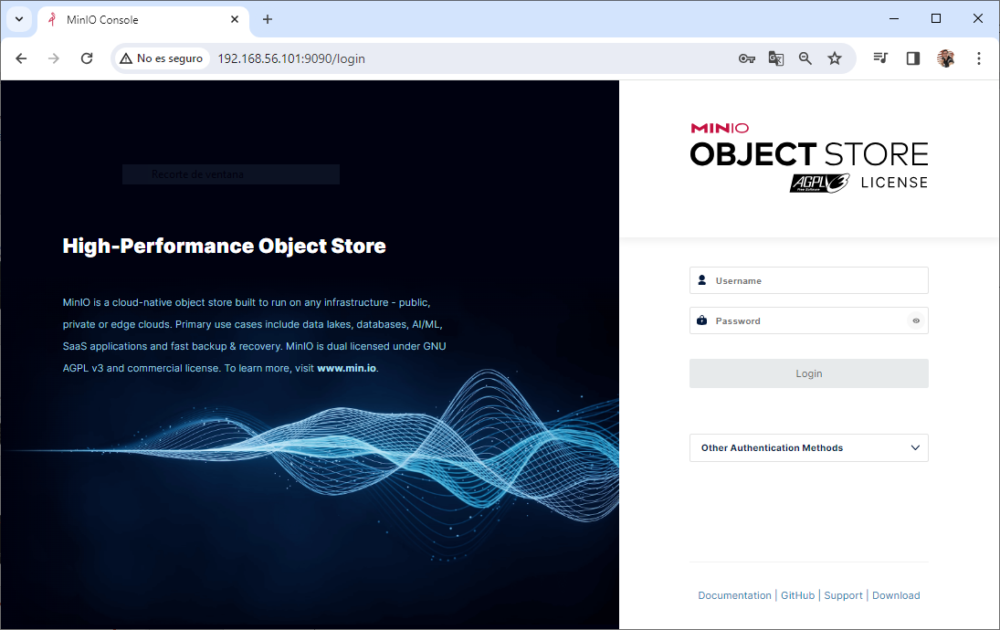 MinIO Console
No es seguro
192.168.56.101:9090/login
Recorte de ventana
High-Performance Object Store
MinIO is a cloud-native object store built to run on any infrastructure - public,
private or edge clouds. Primary use cases include data lakes, databases, AI/ML,
SaaS applications and fast backup & recovery. MinIO is dual licensed under GNU
AGPL v3 and commercial license. To learn more, visit www.min.io.
MINIO
OBJECT STORE
AGPLv3 LICENSE
Free Software
Username
Password
Login
Other Authentication Methods
Documentation | GitHub | Support | Download